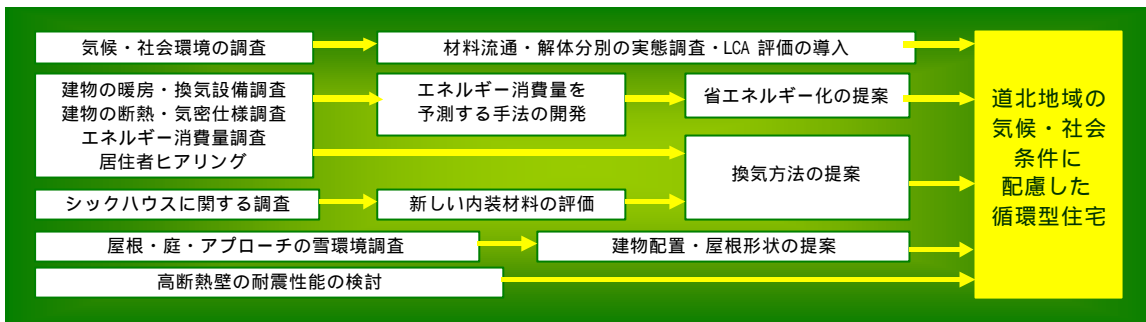 気候・社会環境の調査
材料流通・解体分別の実態調査・LCA 評価の導入
建物の暖房・換気設備調査
建物の断熱・気密仕様調査
エネルギー消費量調査
居住者ヒアリング
エネルギー消費量を
予測する手法の開発
省エネルギー化の提案
換気方法の提案
シックハウスに関する調査
新しい内装材料の評価
屋根・庭・アプローチの雪環境調査
建物配置・屋根形状の提案
高断熱壁の耐震性能の検討
道北地域の
気候・社会
条件に
配慮した
循環型住宅